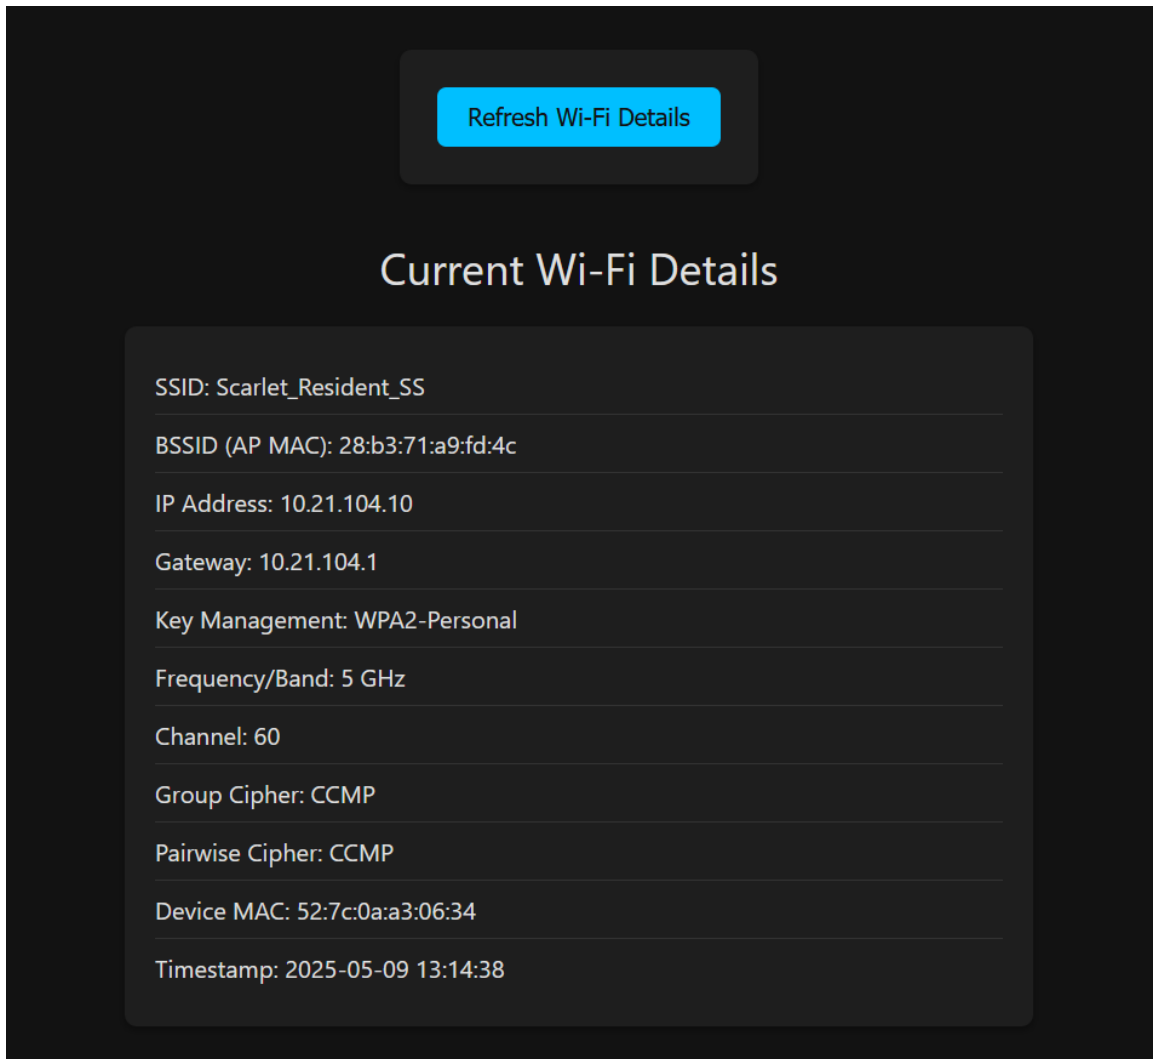 Refresh Wi-Fi Details
Current Wi-Fi Details
SSID: Scarlet_Resident_SS
BSSID (AP MAC): 28:b3:71:a9:fd:4c
IP Address: 10.21.104.10
Gateway: 10.21.104.1
Key Management: WPA2-Personal
Frequency/Band: 5 GHz
Channel: 60
Group Cipher: CCMP
Pairwise Cipher: CCMP
Device MAC: 52:7c:0a:a3:06:34
Timestamp: 2025-05-09 13:14:38